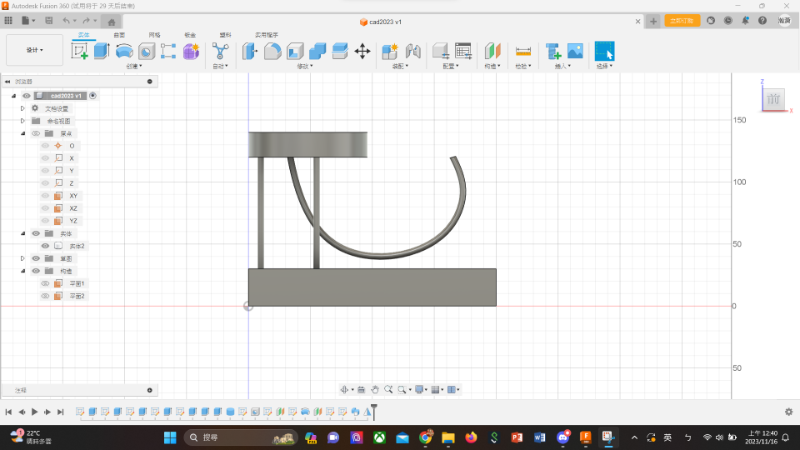 Autodesk Fusion 360 (试用将于 29 天后结束)
cad2023 v1
立即订阅
实体 曲面 网格 钣金 塑料 实用程序
设计
创建 自动 修改 装配 配置 构造 检验 插入 选择
浏览器
cad2023 v1
文档设置
命名视图
原点
O
X
Y
Z
XY
XZ
YZ
实体
实体2
草图
构造
平面1
平面2
Z
前
X
150
100
50
0
50
注释
22°C
搜尋
英
上午 12:40
2023/11/16